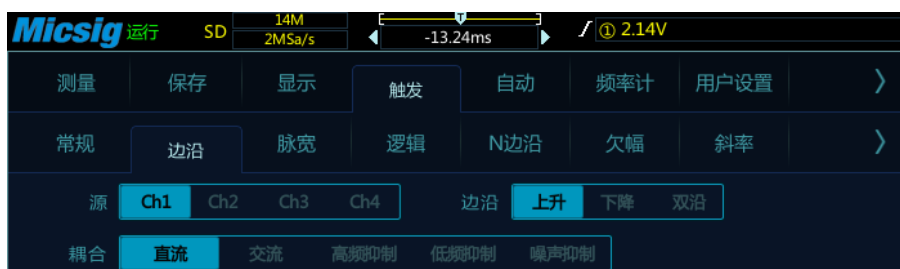 Micsig 运行 SD 14M -13.24ms ① 2.14V
2MSa/s
测量 保存 显示 触发 自动 频率计 用户设置
常规 边沿 脉宽 逻辑 N边沿 欠幅 斜率
源 Ch1 Ch2 Ch3 Ch4 边沿 上升 下降 双沿
耦合 直流 交流 高频抑制 低频抑制 噪声抑制